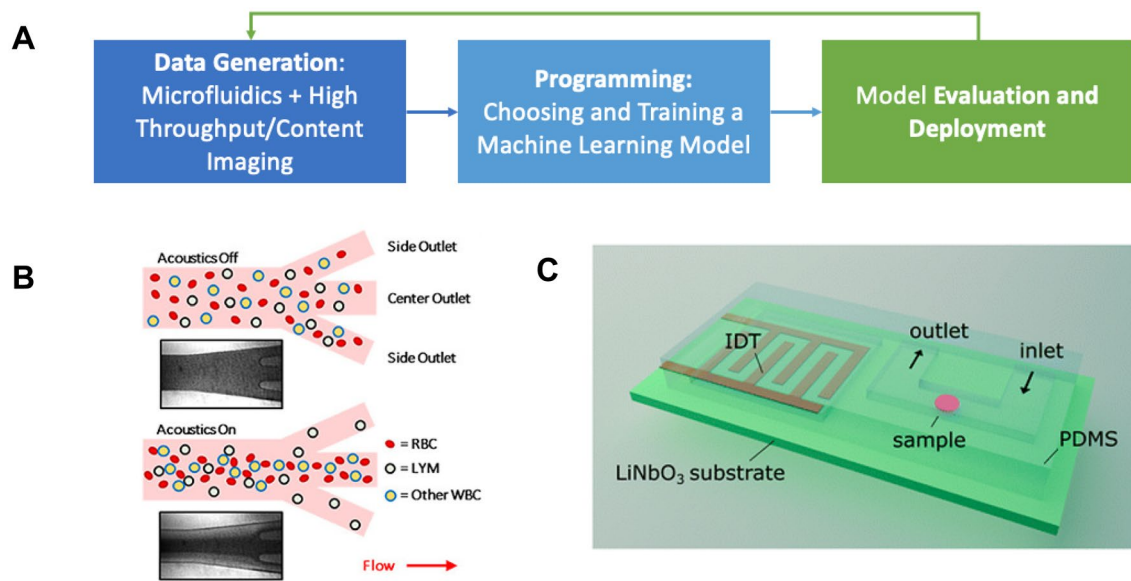 A
Data Generation:
Microfluidics + High
Throughput/Content
Imaging
Programming:
Choosing and Training a
Machine Learning Model
Model Evaluation and
Deployment
B
Acoustics Off
Side Outlet
Center Outlet
Side Outlet
Acoustics On
= RBC
= LYM
= Other WBC
Flow
C
IDT
outlet
inlet
sample
PDMS
LiNbO₃ substrate